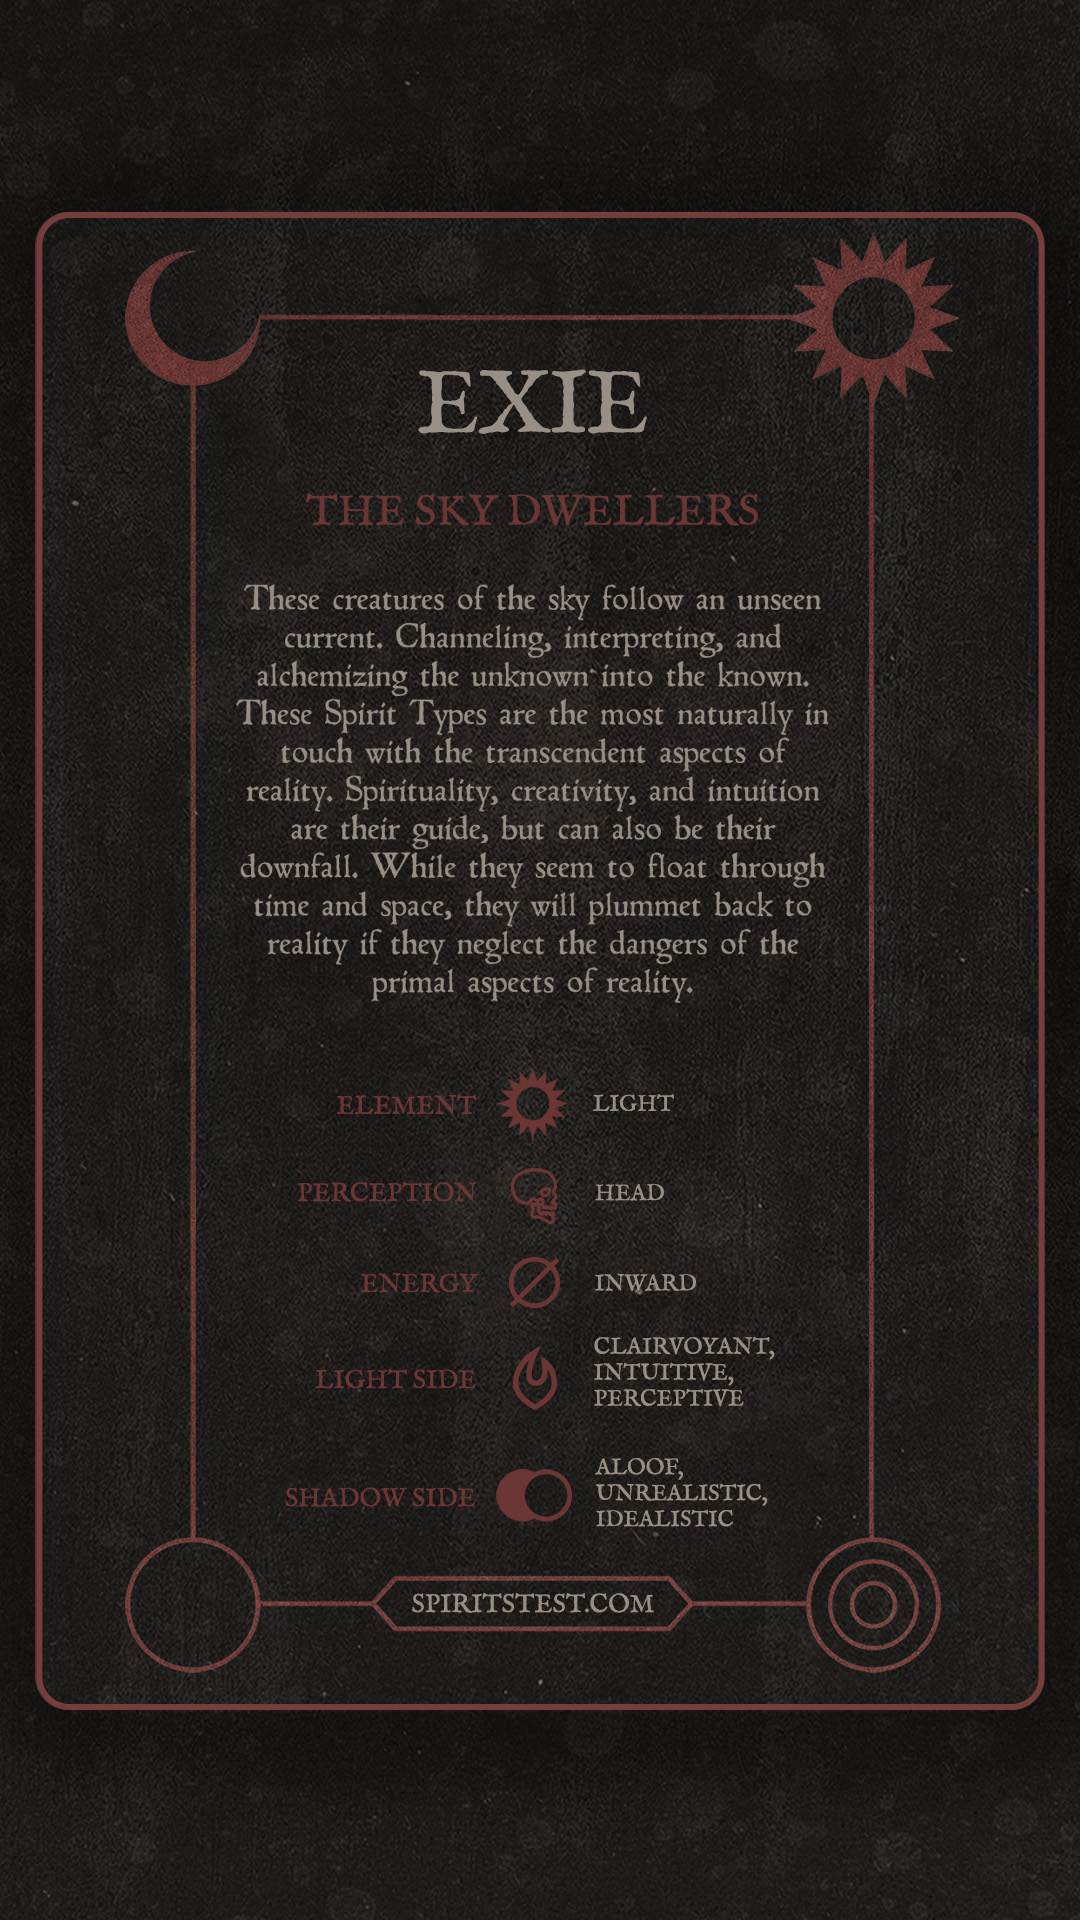 EXIE
THE SKY DWELLERS
These creatures of the sky follow an unseen
current. Channeling, interpreting, and
alchemizing the unknown into the known.
These Spirit Types are the most naturally in
touch with the transcendent aspects of
reality. Spirituality, creativity, and intuition
are their guide, but can also be their
downfall. While they seem to float through
time and space, they will plummet back to
reality if they neglect the dangers of the
primal aspects of reality.
ELEMENT LIGHT
PERCEPTION HEAD
ENERGY INWARD
LIGHT SIDE CLAIRVOYANT,
INTUITIVE,
PERCEPTIVE
SHADOW SIDE ALOOF,
UNREALISTIC,
IDEALISTIC
SPIRITSTEST.COM